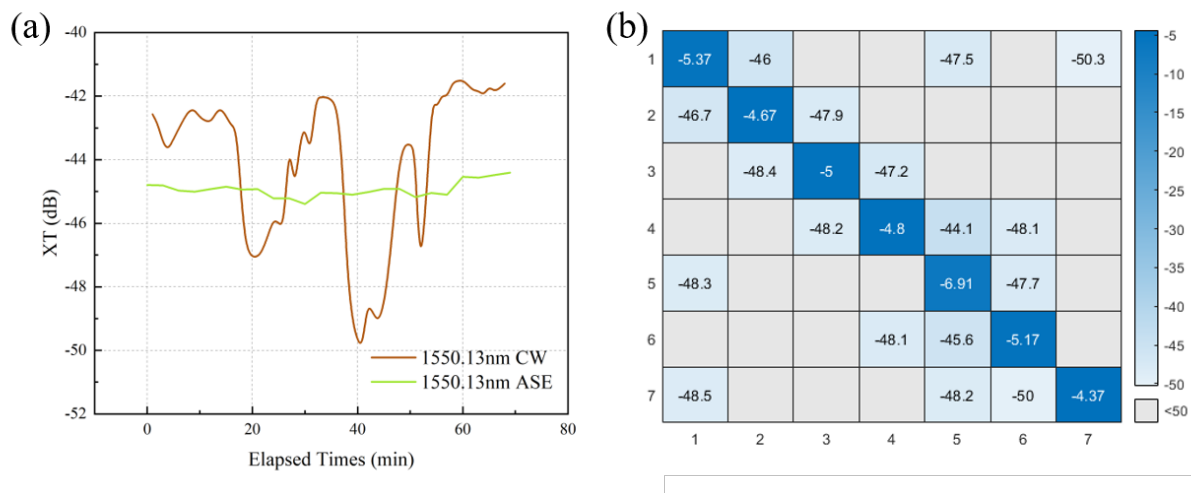 (a)
-40
-42
-44
-46
-48
-50
-52
XT (dB)
0 20 40 60 80
Elapsed Times (min)
1550.13nm CW
1550.13nm ASE
(b)
1 -5.37 -46 -47.5 -50.3
2 -46.7 -4.67 -47.9
3 -48.4 -5 -47.2
4 -48.2 -4.8 -44.1 -48.1
5 -48.3 -6.91 -47.7
6 -48.1 -45.6 -5.17
7 -48.5 -48.2 -50 -4.37
1 2 3 4 5 6 7
-5
-10
-15
-20
-25
-30
-35
-40
-45
-50
<50